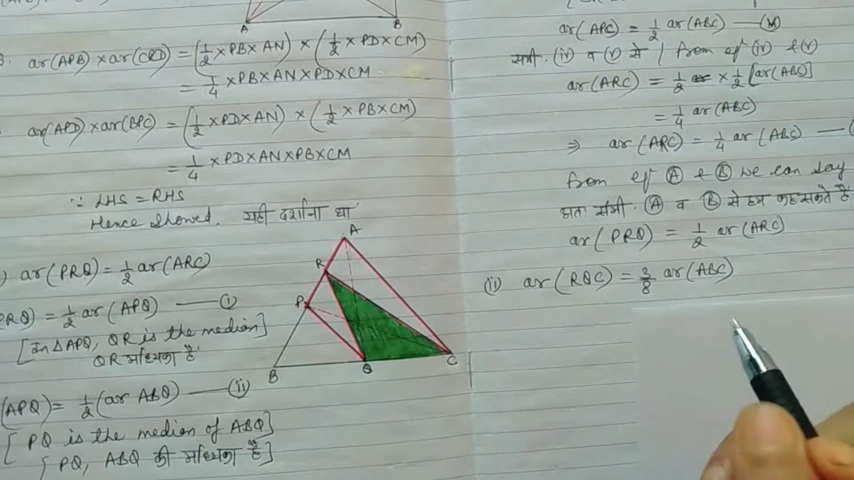 A B
ar(APB) × ar(CPD) = (1/2 × PB × AN) × (1/2 × PD × CM)
= 1/4 × PB × AN × PD × CM
ar(APD) × ar(BPC) = (1/2 × PD × AN) × (1/2 × PB × CM)
= 1/4 × PD × AN × PB × CM
∵ LHS = RHS
Hence showed. यही दर्शाना था
) ar(PRQ) = 1/2 ar(ARC)
PRQ) = 1/2 ar(APQ) —— (i)
[In ΔAPQ, QR is the median]
QR माध्यिका है
(APQ) = 1/2 (ar ABQ) —— (ii)
[PQ is the median of ABQ]
{ PQ, ABQ की माध्यिका है ]
A
R
P
B
Q
C
ar(APC) = 1/2 ar(ABC) —
समी. (iv) व (v) से / from eqⁿ (iv) & (v)
ar(ARC) = 1/2 × 1/2 [ar(ABC)]
= 1/4 ar(ABC)
⇒ ar(ARC) = 1/4 ar(ABC) —
from eqⁿ Ⓐ & Ⓑ we can say
अतः समी. Ⓐ व Ⓑ से हम कह सकते है
ar(PRQ) = 1/2 ar(ARC)
(ii) ar(RQC) = 3/8 ar(ABC)